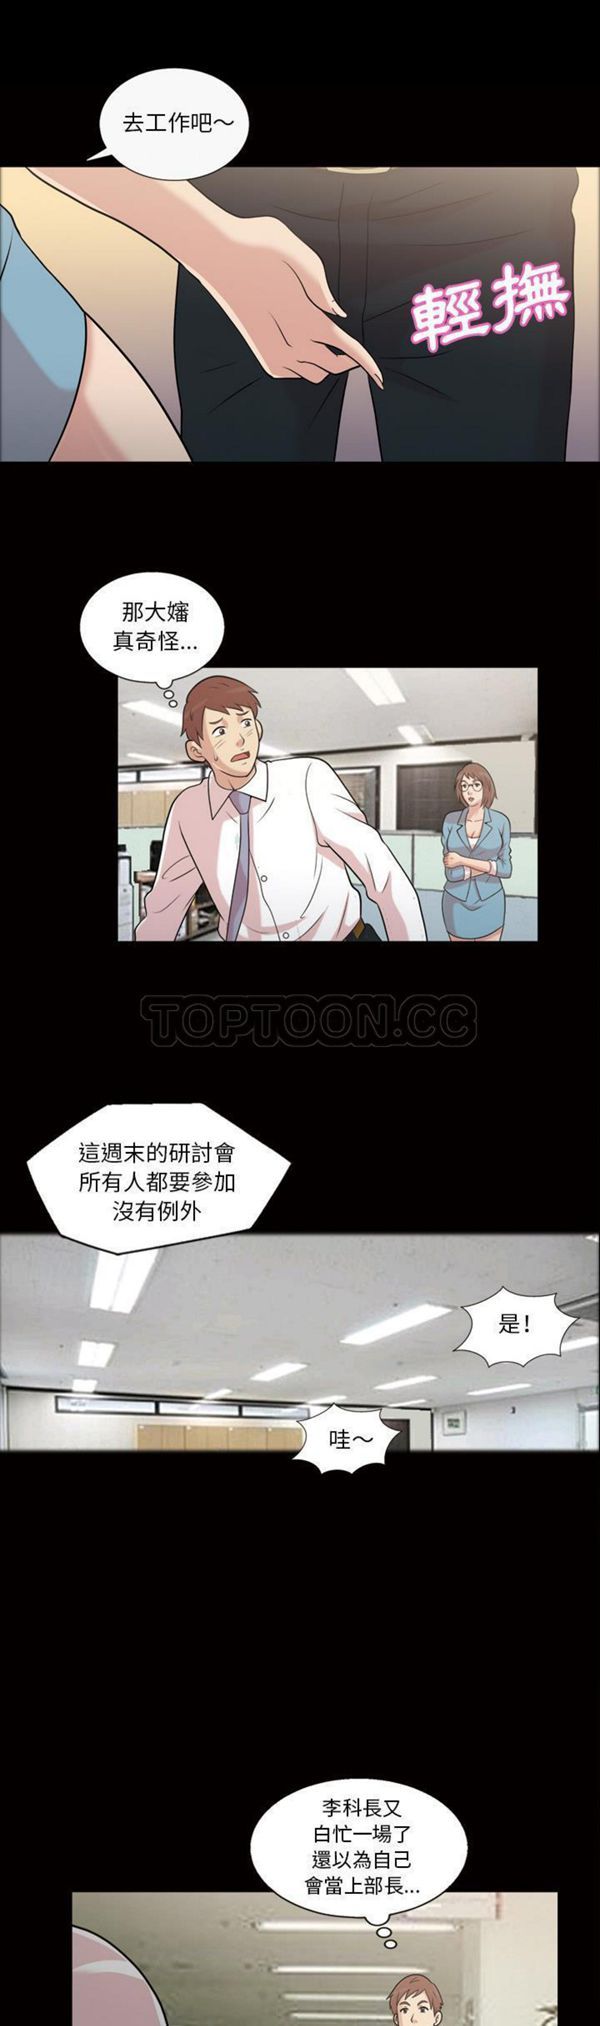 去工作吧～
輕撫
那大嬸
真奇怪...
TOPTOON.CC
這週末的研討會
所有人都要參加
沒有例外
是！
哇～
李科長又
白忙一場了
還以為自己
會當上部長...